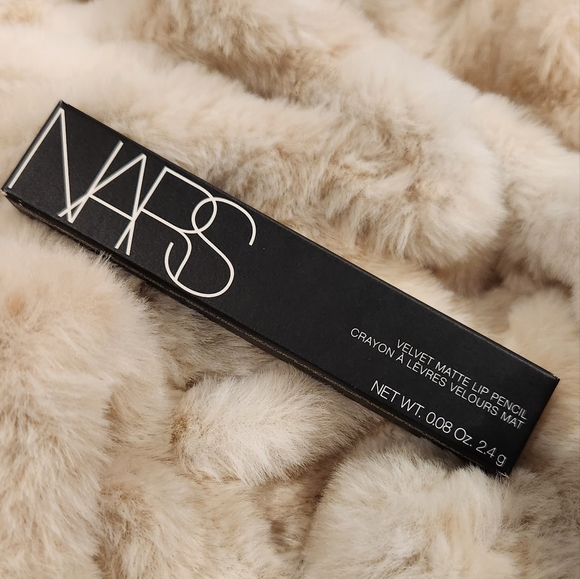 NARS
VELVET MATTE LIP PENCIL
CRAYON À LÈVRES VELOURS MAT
NET WT. 0.08 Oz. 2.4 g